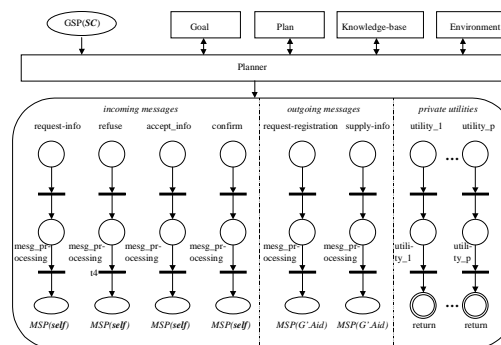 GSP(SC)
Goal
Plan
Knowledge-base
Environment
Planner
incoming messages
outgoing messages
private utilities
request-info
refuse
accept_info
confirm
request-registration
supply-info
utility_1
utility_p
...
mesg_pr-
ocessing
mesg_pr-
ocessing
mesg_pr-
ocessing
mesg_pr-
ocessing
mesg_pr-
ocessing
mesg_pr-
ocessing
utili-
ty_1
utili-
ty_p
t4
...
MSP(self)
MSP(self)
MSP(self)
MSP(self)
MSP(G'.Aid)
MSP(G'.Aid)
return
return